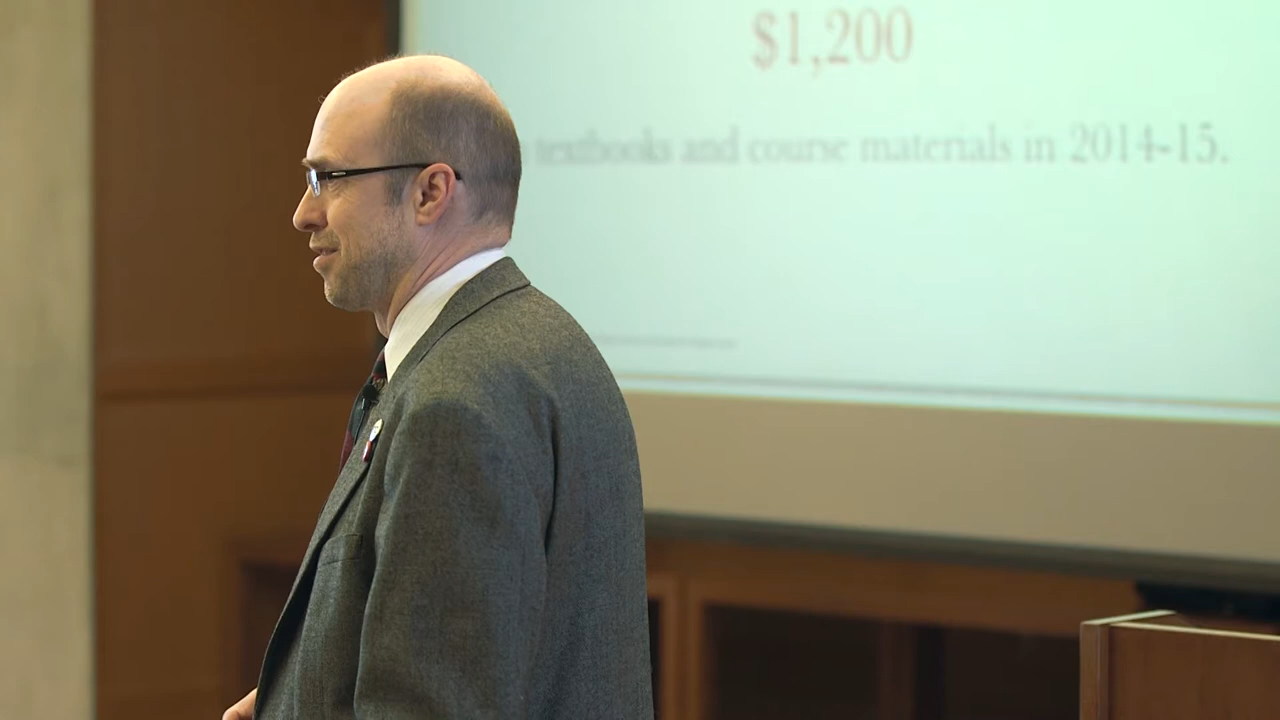 $1,200
textbooks and course materials in 2014-15.